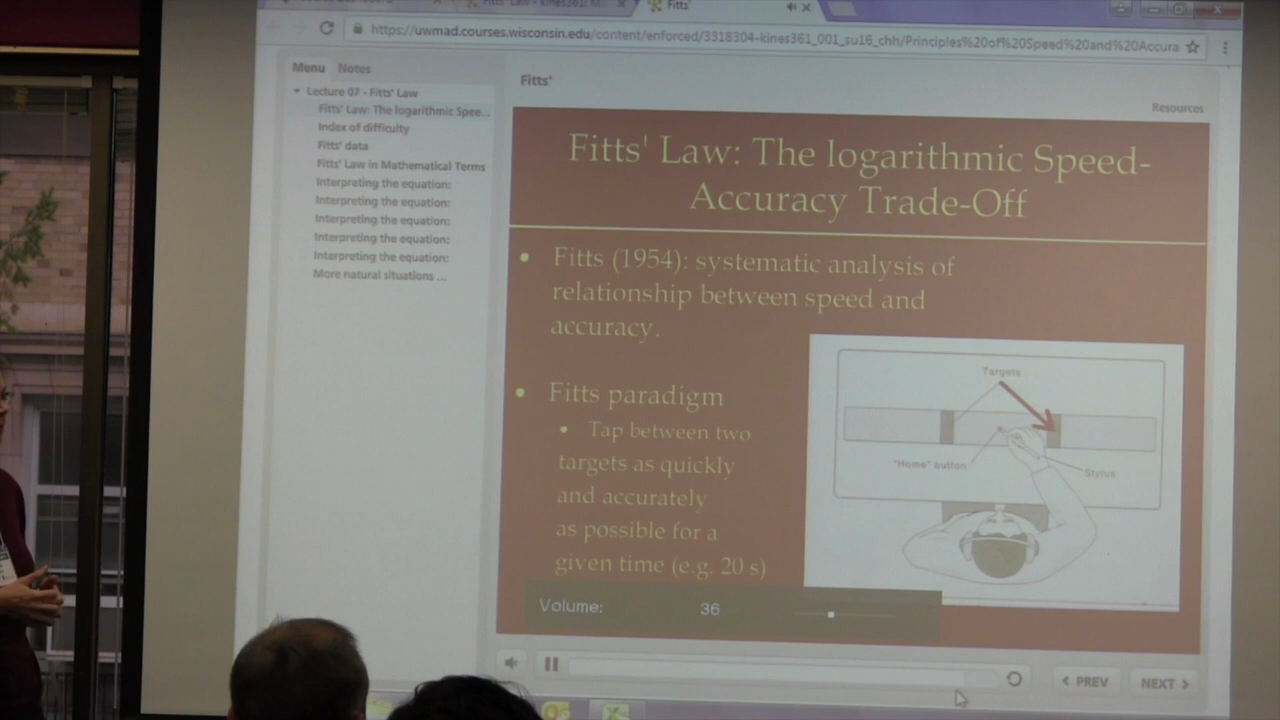 Fitts' Law - kines361: M
Fitts'
https://uwmad.courses.wisconsin.edu/content/enforced/3318304-kines361_001_su16_chh/Principles%20of%20Speed%20and%20Accura
Menu Notes
Fitts'
Resources
Lecture 07 - Fitts' Law
Fitts' Law: The logarithmic Spee...
Index of difficulty
Fitts' data
Fitts' Law in Mathematical Terms
Interpreting the equation:
Interpreting the equation:
Interpreting the equation:
Interpreting the equation:
Interpreting the equation:
More natural situations ...
Fitts' Law: The logarithmic Speed-
Accuracy Trade-Off
• Fitts (1954): systematic analysis of
relationship between speed and
accuracy.
• Fitts paradigm
• Tap between two
targets as quickly
and accurately
as possible for a
given time (e.g. 20 s)
Targets
"Home" button
Stylus
Volume: 36
< PREV
NEXT >